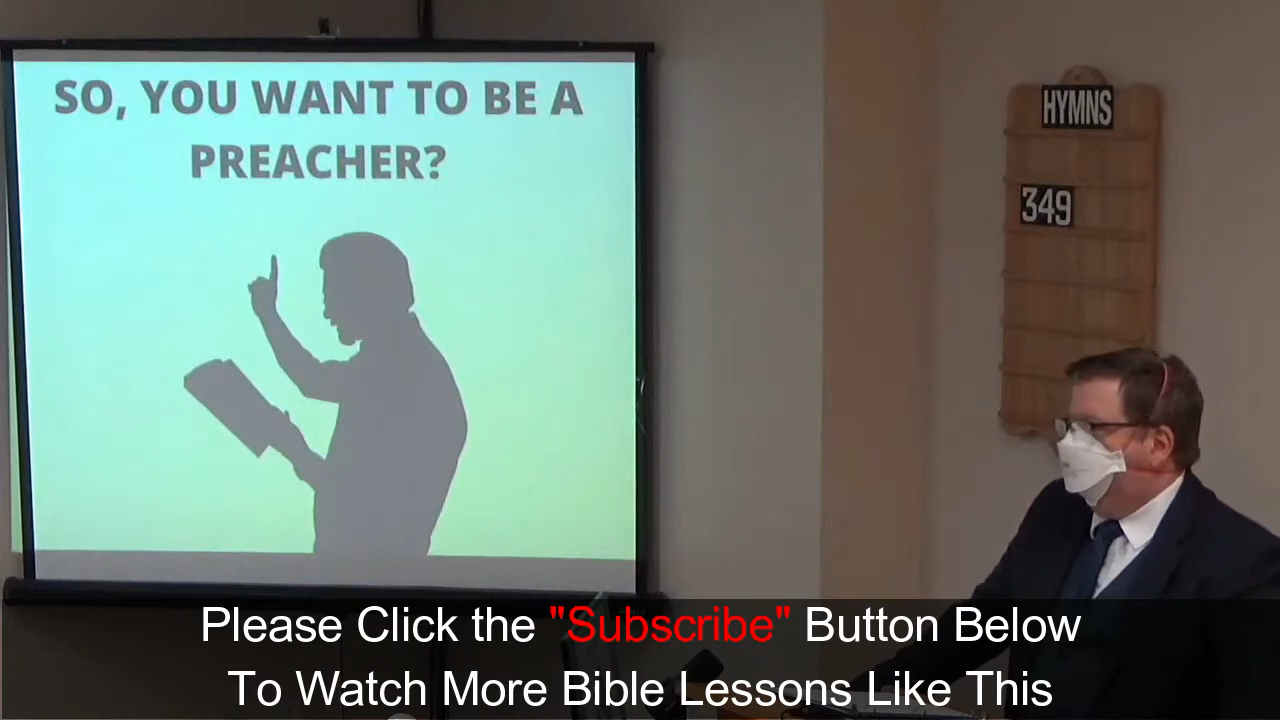 SO, YOU WANT TO BE A
PREACHER?
HYMNS
349
Please Click the "Subscribe" Button Below
To Watch More Bible Lessons Like This